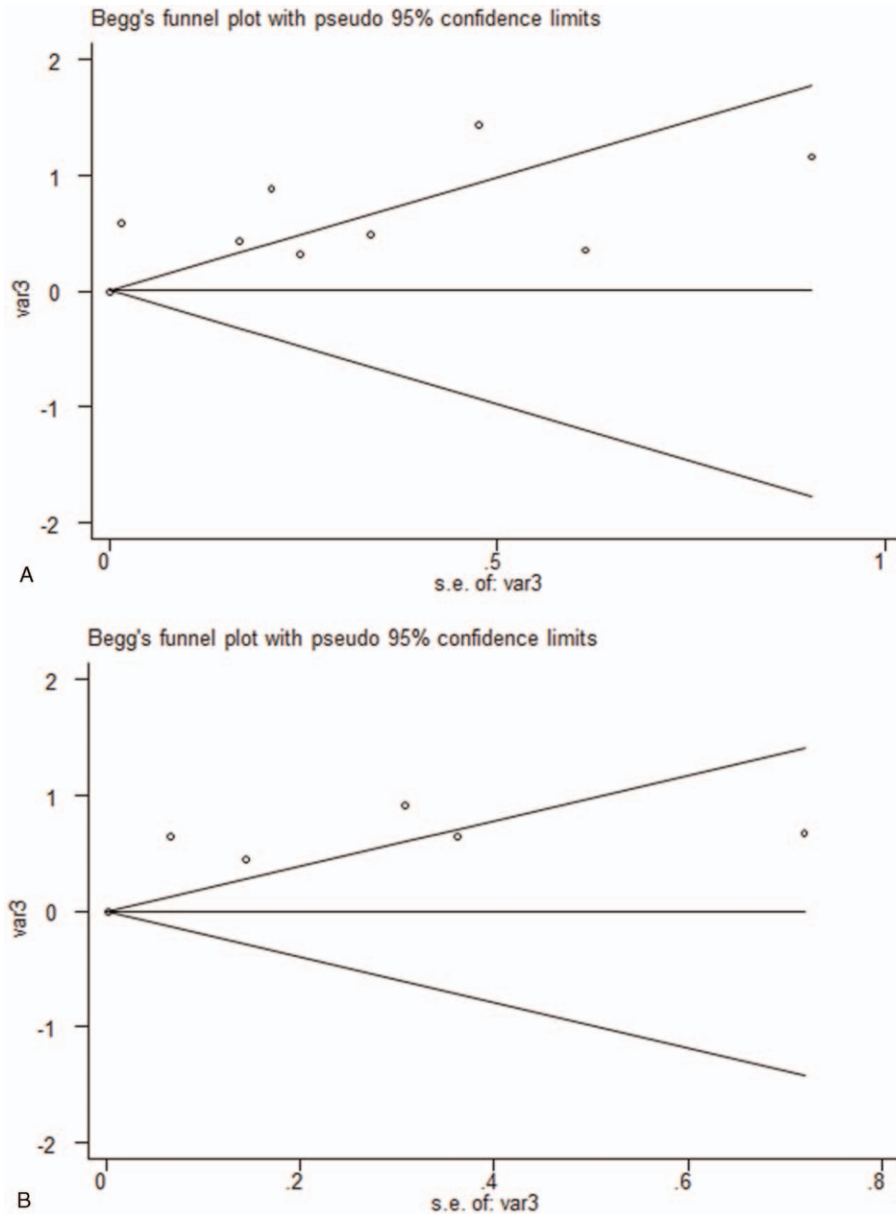 Begg's funnel plot with pseudo 95% confidence limits
2
1
0
-1
-2
var3
0 .5 1
s.e. of: var3
A
Begg's funnel plot with pseudo 95% confidence limits
2
1
0
-1
-2
var3
0 .2 .4 .6 .8
s.e. of: var3
B